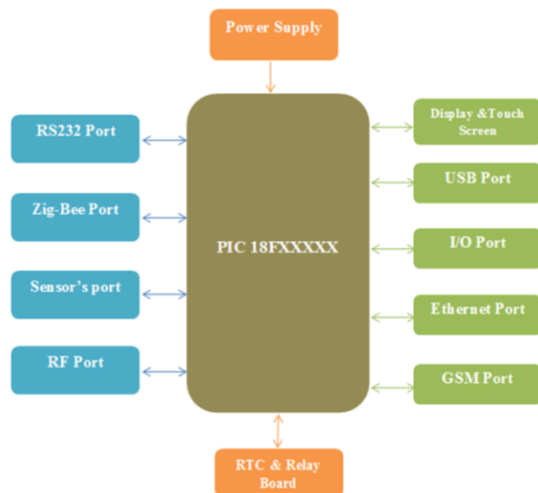 Power Supply
RS232 Port
Zig-Bee Port
Sensor's port
RF Port
PIC 18FXXXXX
Display &Touch
Screen
USB Port
I/O Port
Ethernet Port
GSM Port
RTC & Relay
Board